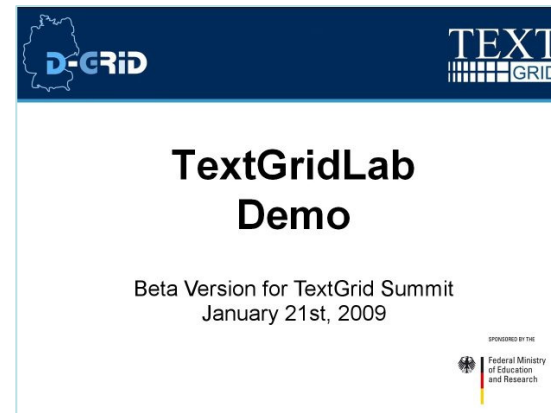 D-GRiD
TEXT
GRID
TextGridLab
Demo
Beta Version for TextGrid Summit
January 21st, 2009
SPONSORED BY THE
Federal Ministry
of Education
and Research